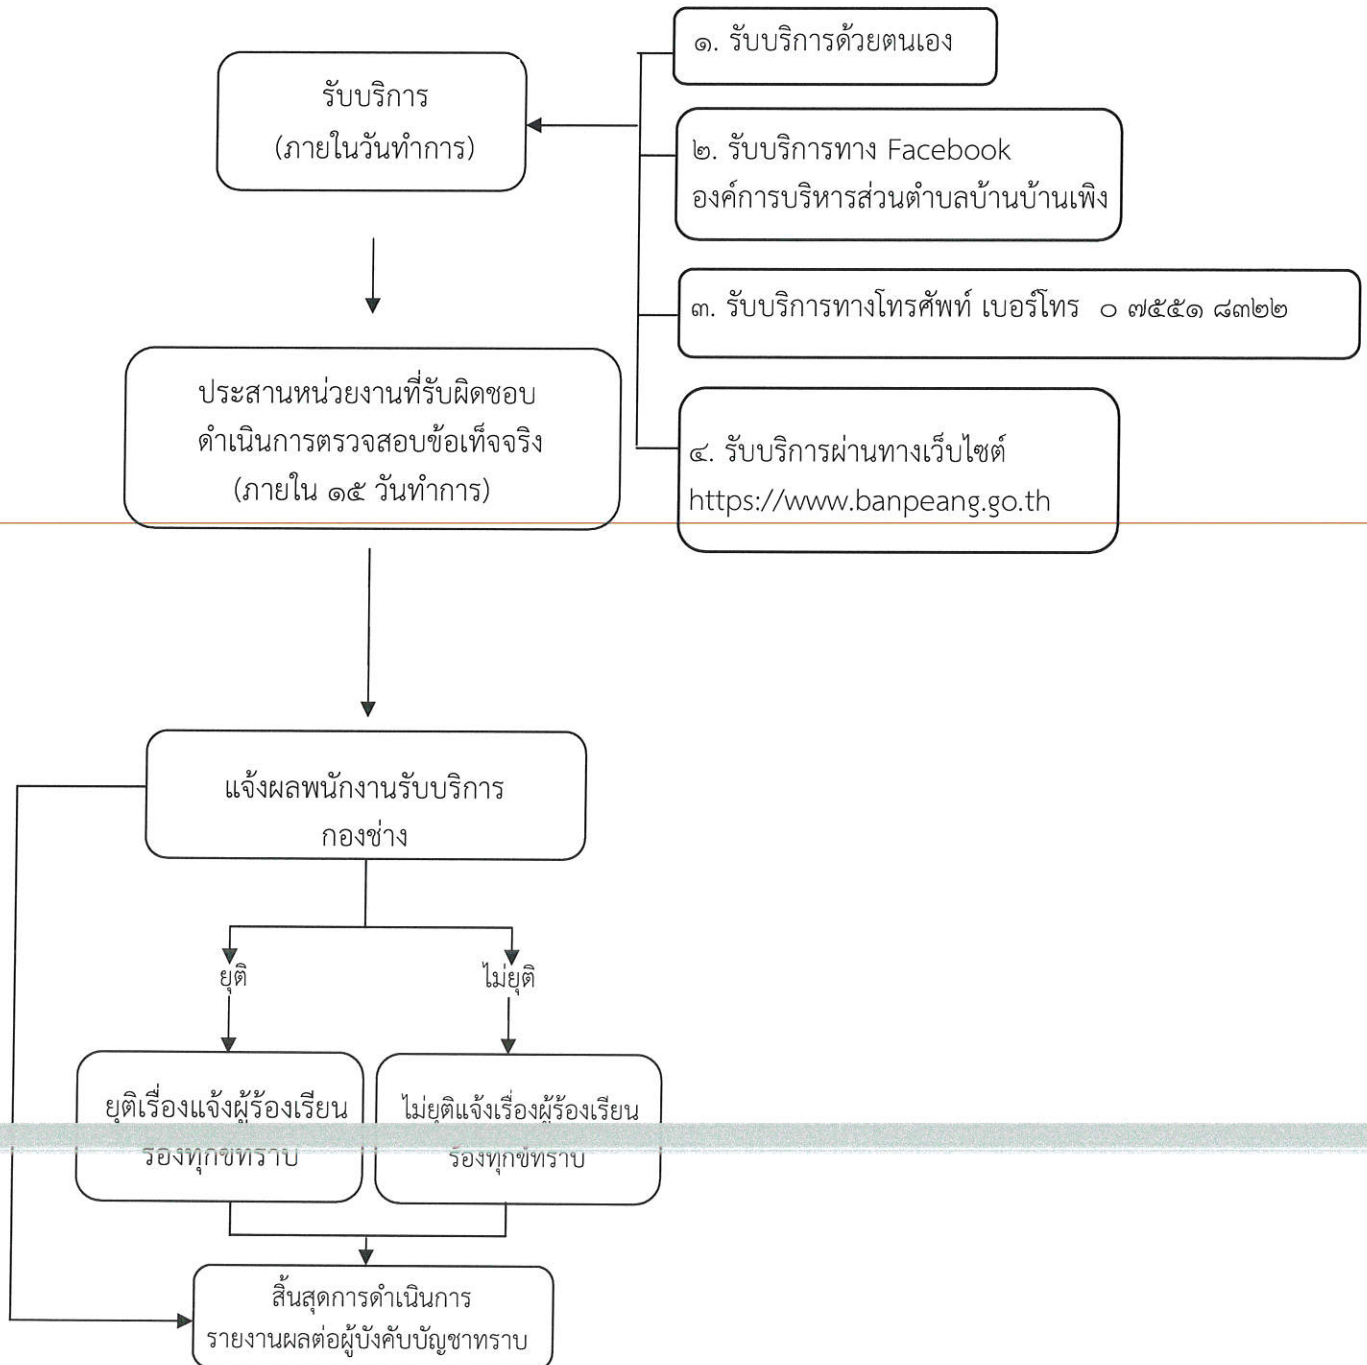 รับบริการ
(ภายในวันทำการ)
๑. รับบริการด้วยตนเอง
๒. รับบริการทาง Facebook
องค์การบริหารส่วนตำบลบ้านบ้านเพิง
๓. รับบริการทางโทรศัพท์ เบอร์โทร ๐ ๗๕๕๑ ๘๓๒๒
๔. รับบริการผ่านทางเว็บไซต์
https://www.banpeang.go.th
ประสานหน่วยงานที่รับผิดชอบ
ดำเนินการตรวจสอบข้อเท็จจริง
(ภายใน ๑๕ วันทำการ)
แจ้งผลพนักงานรับบริการ
กองช่าง
ยุติ
ไม่ยุติ
ยุติเรื่องแจ้งผู้ร้องเรียน
ร้องทุกข์ทราบ
ไม่ยุติแจ้งเรื่องผู้ร้องเรียน
ร้องทุกข์ทราบ
สิ้นสุดการดำเนินการ
รายงานผลต่อผู้บังคับบัญชาทราบ